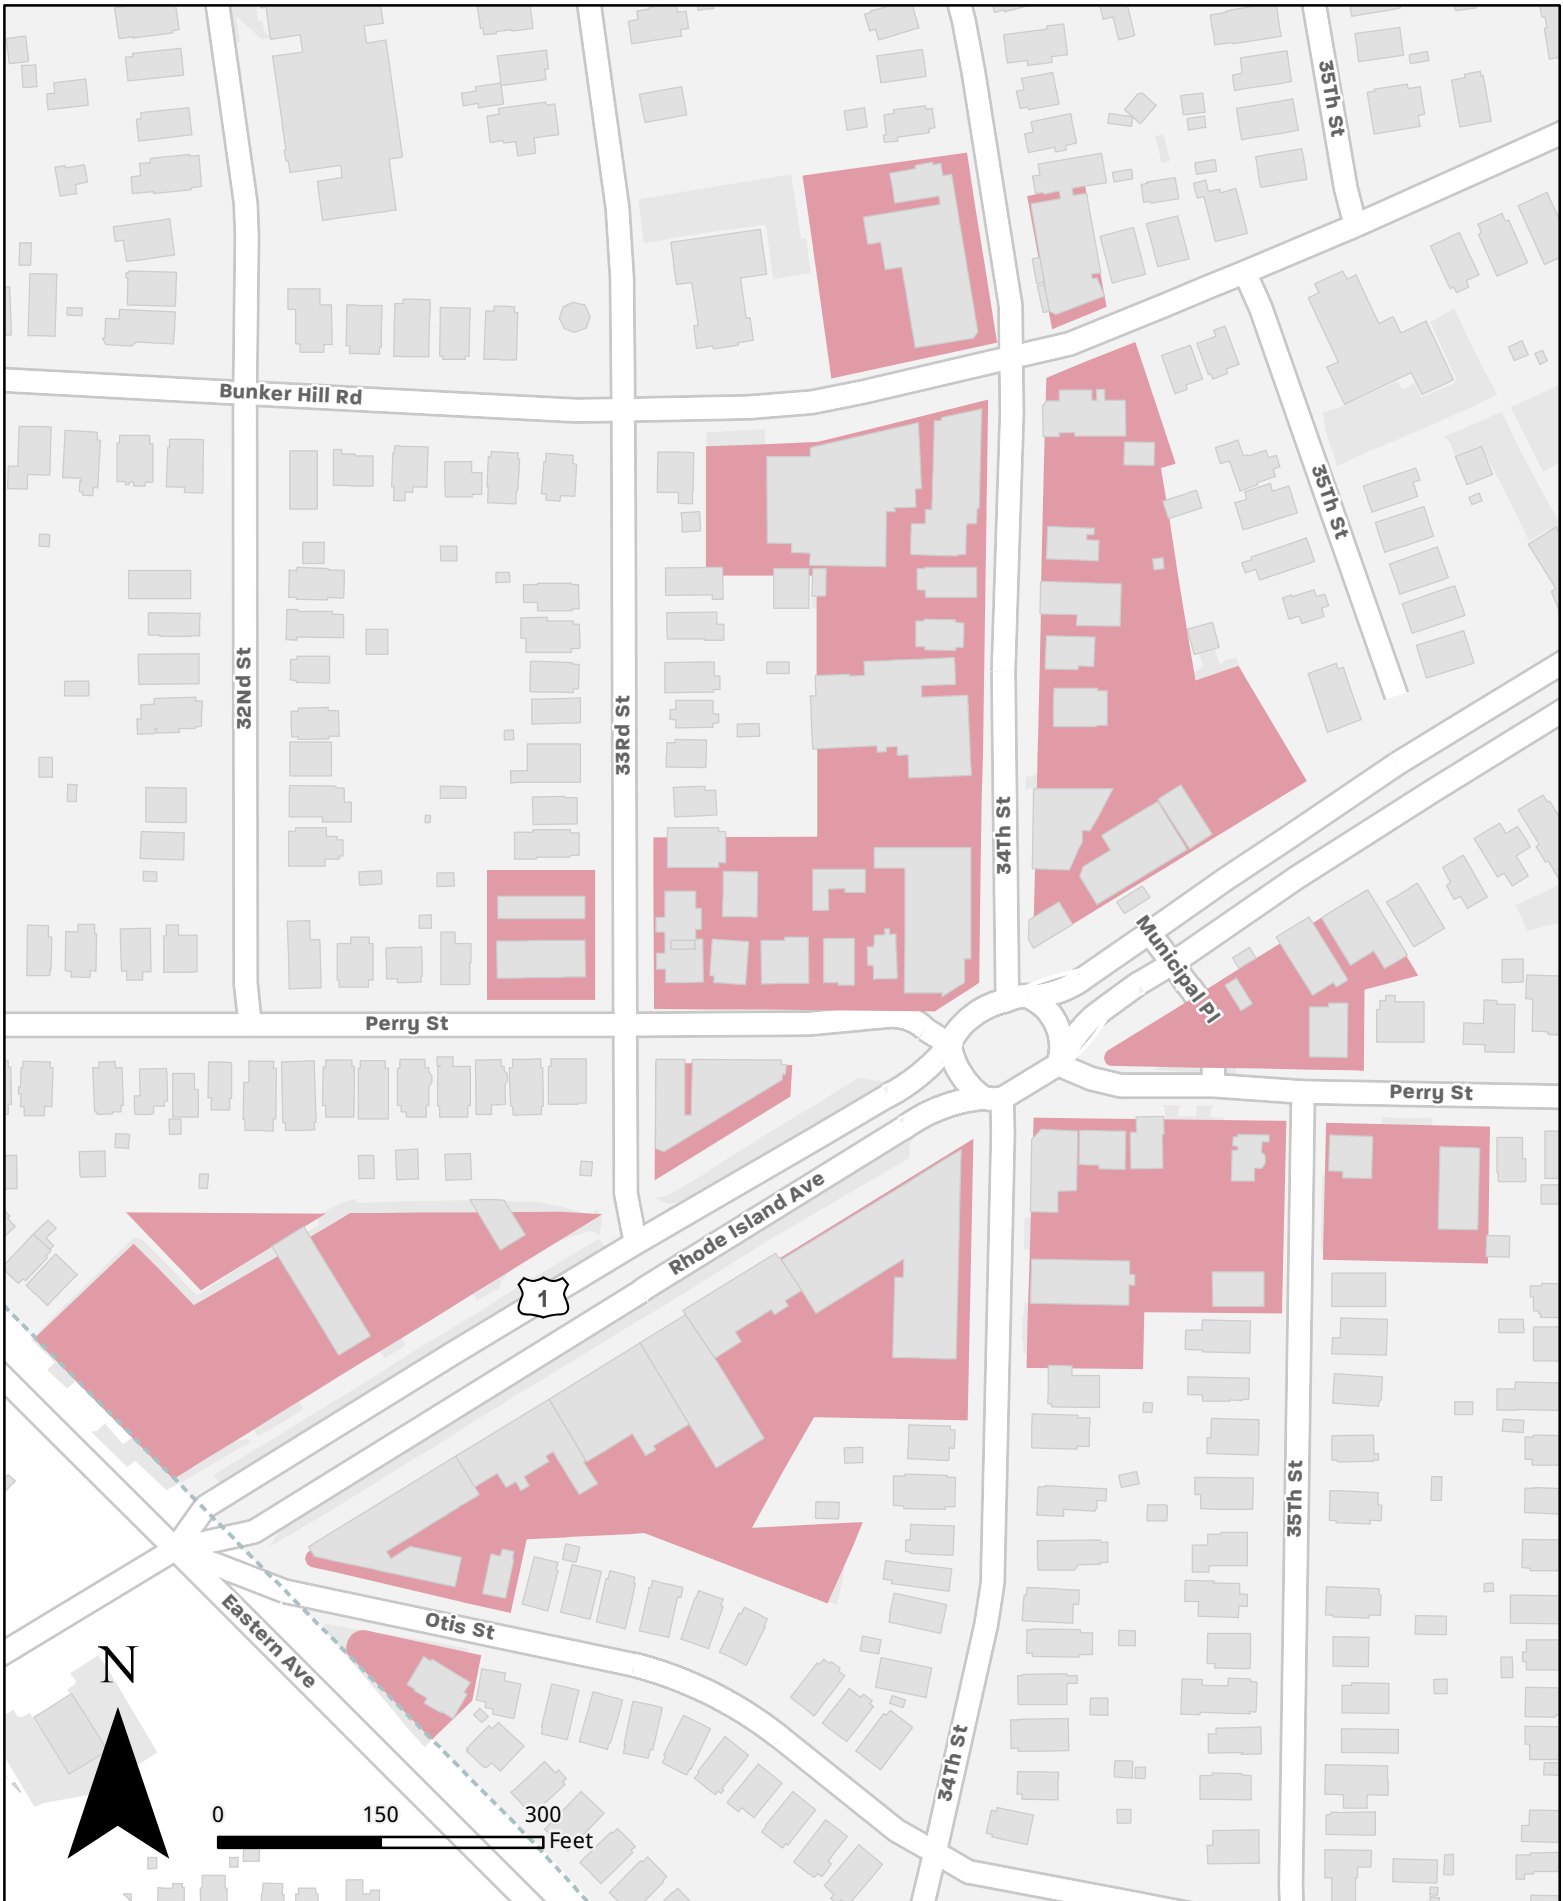 35Th St
Bunker Hill Rd
35Th St
32Nd St
33Rd St
34Th St
Municipal Pl
Perry St
Perry St
Rhode Island Ave
1
35Th St
Otis St
Eastern Ave
N
34Th St
0 150 300
Feet